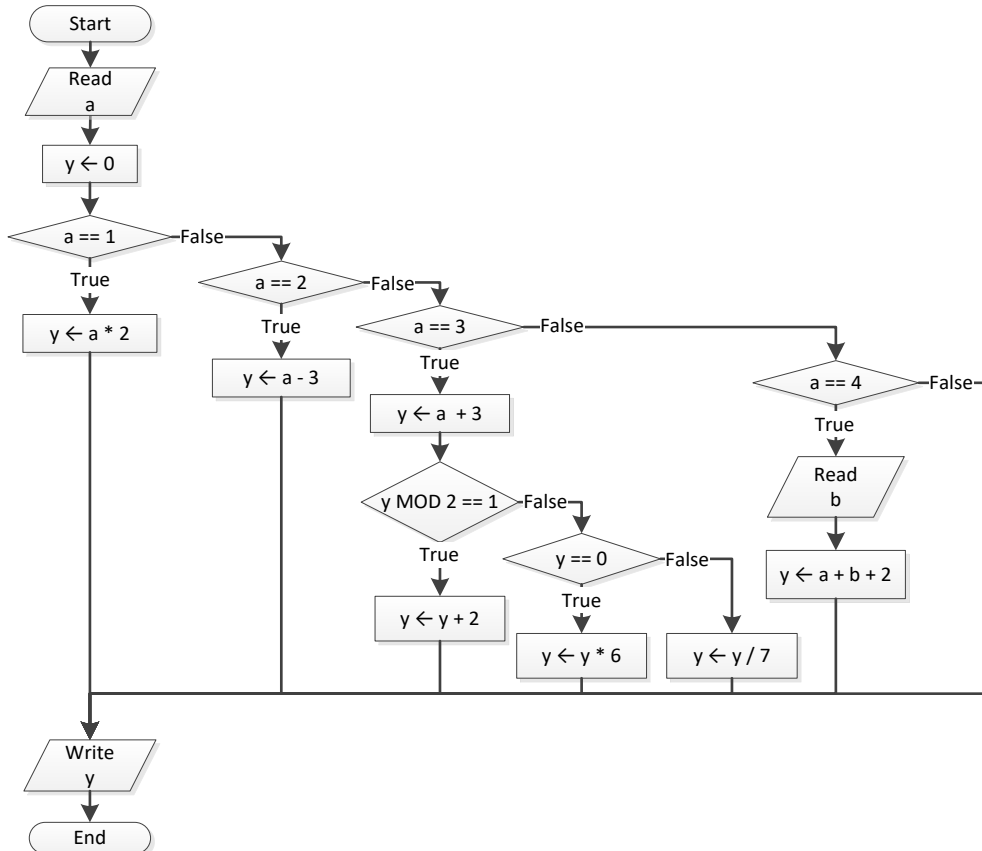 Start
Read
a
y ← 0
a == 1
False
True
y ← a * 2
a == 2
False
True
y ← a - 3
a == 3
False
True
y ← a + 3
y MOD 2 == 1
False
True
y ← y + 2
y == 0
False
True
y ← y * 6
y ← y / 7
a == 4
False
True
Read
b
y ← a + b + 2
Write
y
End